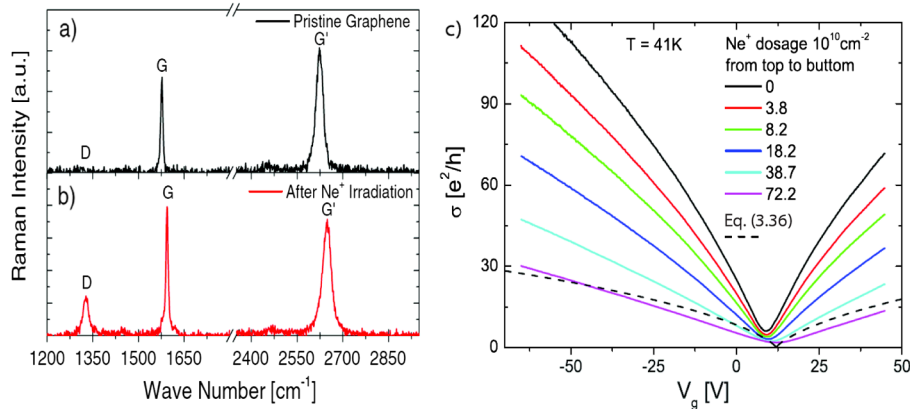 a)
Pristine Graphene
D
G
G'
b)
After Ne⁺ Irradiation
D
G
G'
Raman Intensity [a.u.]
1200 1350 1650 2400 2550 2700 2850
Wave Number [cm⁻¹]
c)
T = 41K
Ne⁺ dosage 10¹⁰cm⁻²
from top to buttom
0
3.8
8.2
18.2
38.7
72.2
Eq. (3.36)
σ [e²/h]
120
90
60
30
0
-50 -25 0 25 50
V_g [V]